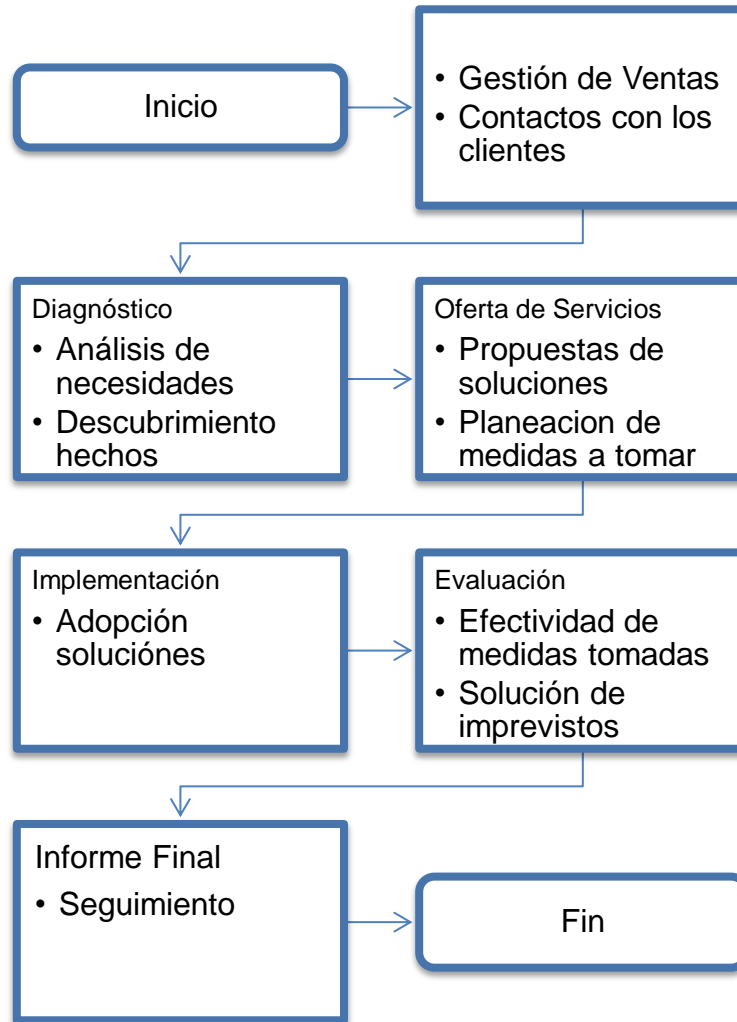 Inicio
• Gestión de Ventas
• Contactos con los
clientes
Diagnóstico
• Análisis de
necesidades
• Descubrimiento
hechos
Oferta de Servicios
• Propuestas de
soluciones
• Planeacion de
medidas a tomar
Implementación
• Adopción
soluciónes
Evaluación
• Efectividad de
medidas tomadas
• Solución de
imprevistos
Informe Final
• Seguimiento
Fin